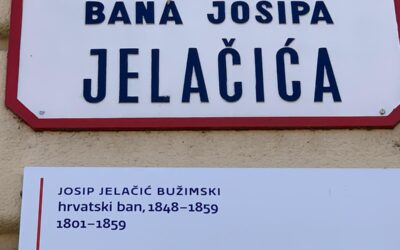 BANA JOSIPA
JELAČIĆA
JOSIP JELAČIĆ BUŽIMSKI
hrvatski ban, 1848–1859
1801–1859